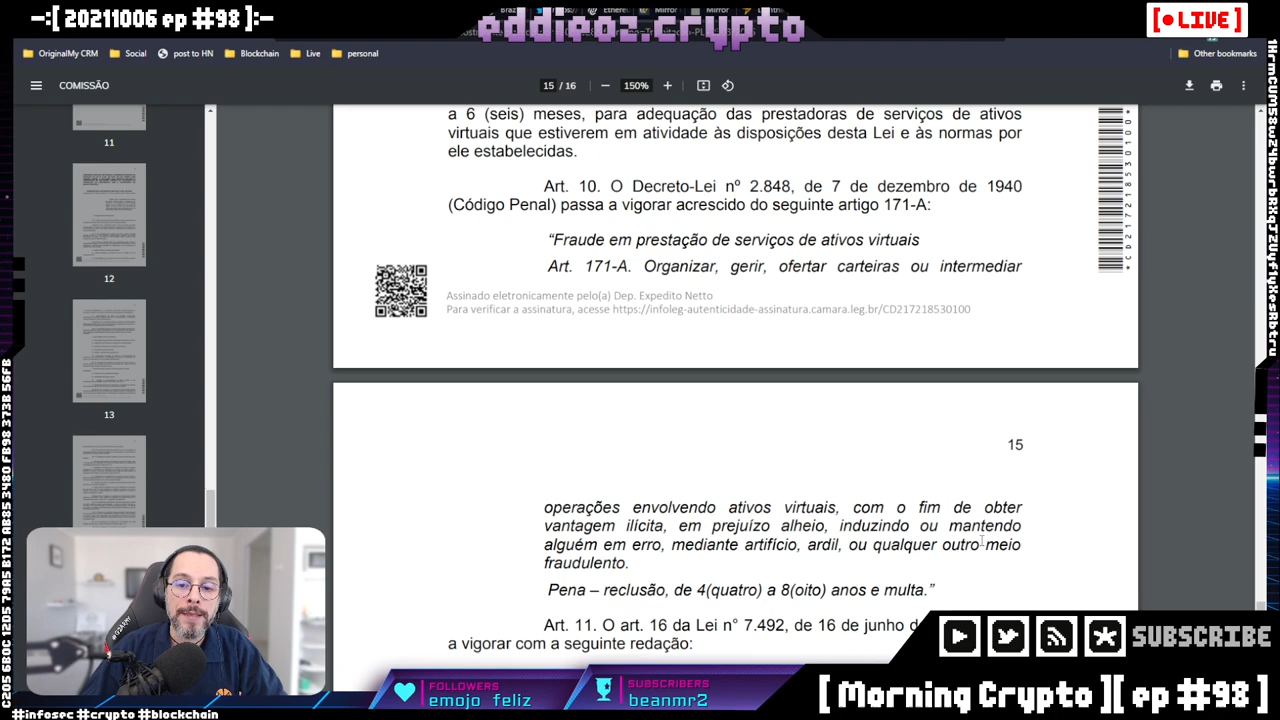 -:[ 20211006 ep #98 ]:-
eddieoz.crypto
[●LIVE]
OriginalMy CRM
Social
post to HN
Blockchain
Live
personal
Other bookmarks
COMISSÃO
15 / 16
150%
11
12
13
a 6 (seis) meses, para adequação das prestadoras de serviços de ativos
virtuais que estiverem em atividade às disposições desta Lei e às normas por
ele estabelecidas.
Art. 10. O Decreto-Lei nº 2.848, de 7 de dezembro de 1940
(Código Penal) passa a vigorar acrescido do seguinte artigo 171-A:
“Fraude em prestação de serviços de ativos virtuais
Art. 171-A. Organizar, gerir, ofertar carteiras ou intermediar
Assinado eletronicamente pelo(a) Dep. Expedito Netto
Para verificar a assinatura, acesse https://infoleg-autenticidade-assinatura.camara.leg.br/CD217218530100
*CD217218530100*
15
operações envolvendo ativos virtuais, com o fim de obter
vantagem ilícita, em prejuízo alheio, induzindo ou mantendo
alguém em erro, mediante artifício, ardil, ou qualquer outro meio
fraudulento.
Pena – reclusão, de 4(quatro) a 8(oito) anos e multa.”
Art. 11. O art. 16 da Lei n° 7.492, de 16 de junho d
a vigorar com a seguinte redação:
SUBSCRIBE
FOLLOWERS
emojo_feliz
SUBSCRIBERS
beanmr2
[ Morning Crypto ][ ep #98 ]
#infosec #crypto #blockchain